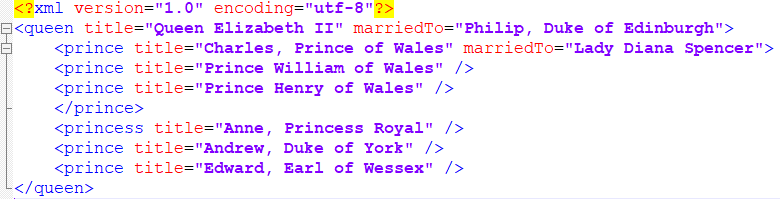 <?xml version="1.0" encoding="utf-8"?>
<queen title="Queen Elizabeth II" marriedTo="Philip, Duke of Edinburgh">
<prince title="Charles, Prince of Wales" marriedTo="Lady Diana Spencer">
<prince title="Prince William of Wales" />
<prince title="Prince Henry of Wales" />
</prince>
<princess title="Anne, Princess Royal" />
<prince title="Andrew, Duke of York" />
<prince title="Edward, Earl of Wessex" />
</queen>